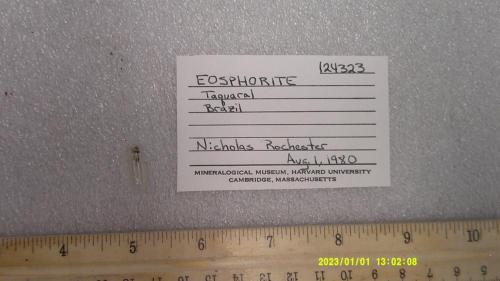 124323
EOSPHORITE
Taquaral
Brazil
Nicholas Rochester
Aug 1, 1980
MINERALOGICAL MUSEUM, HARVARD UNIVERSITY
CAMBRIDGE, MASSACHUSETTS
4 5 6 7 8 9 10
2023/01/01 13:02:08